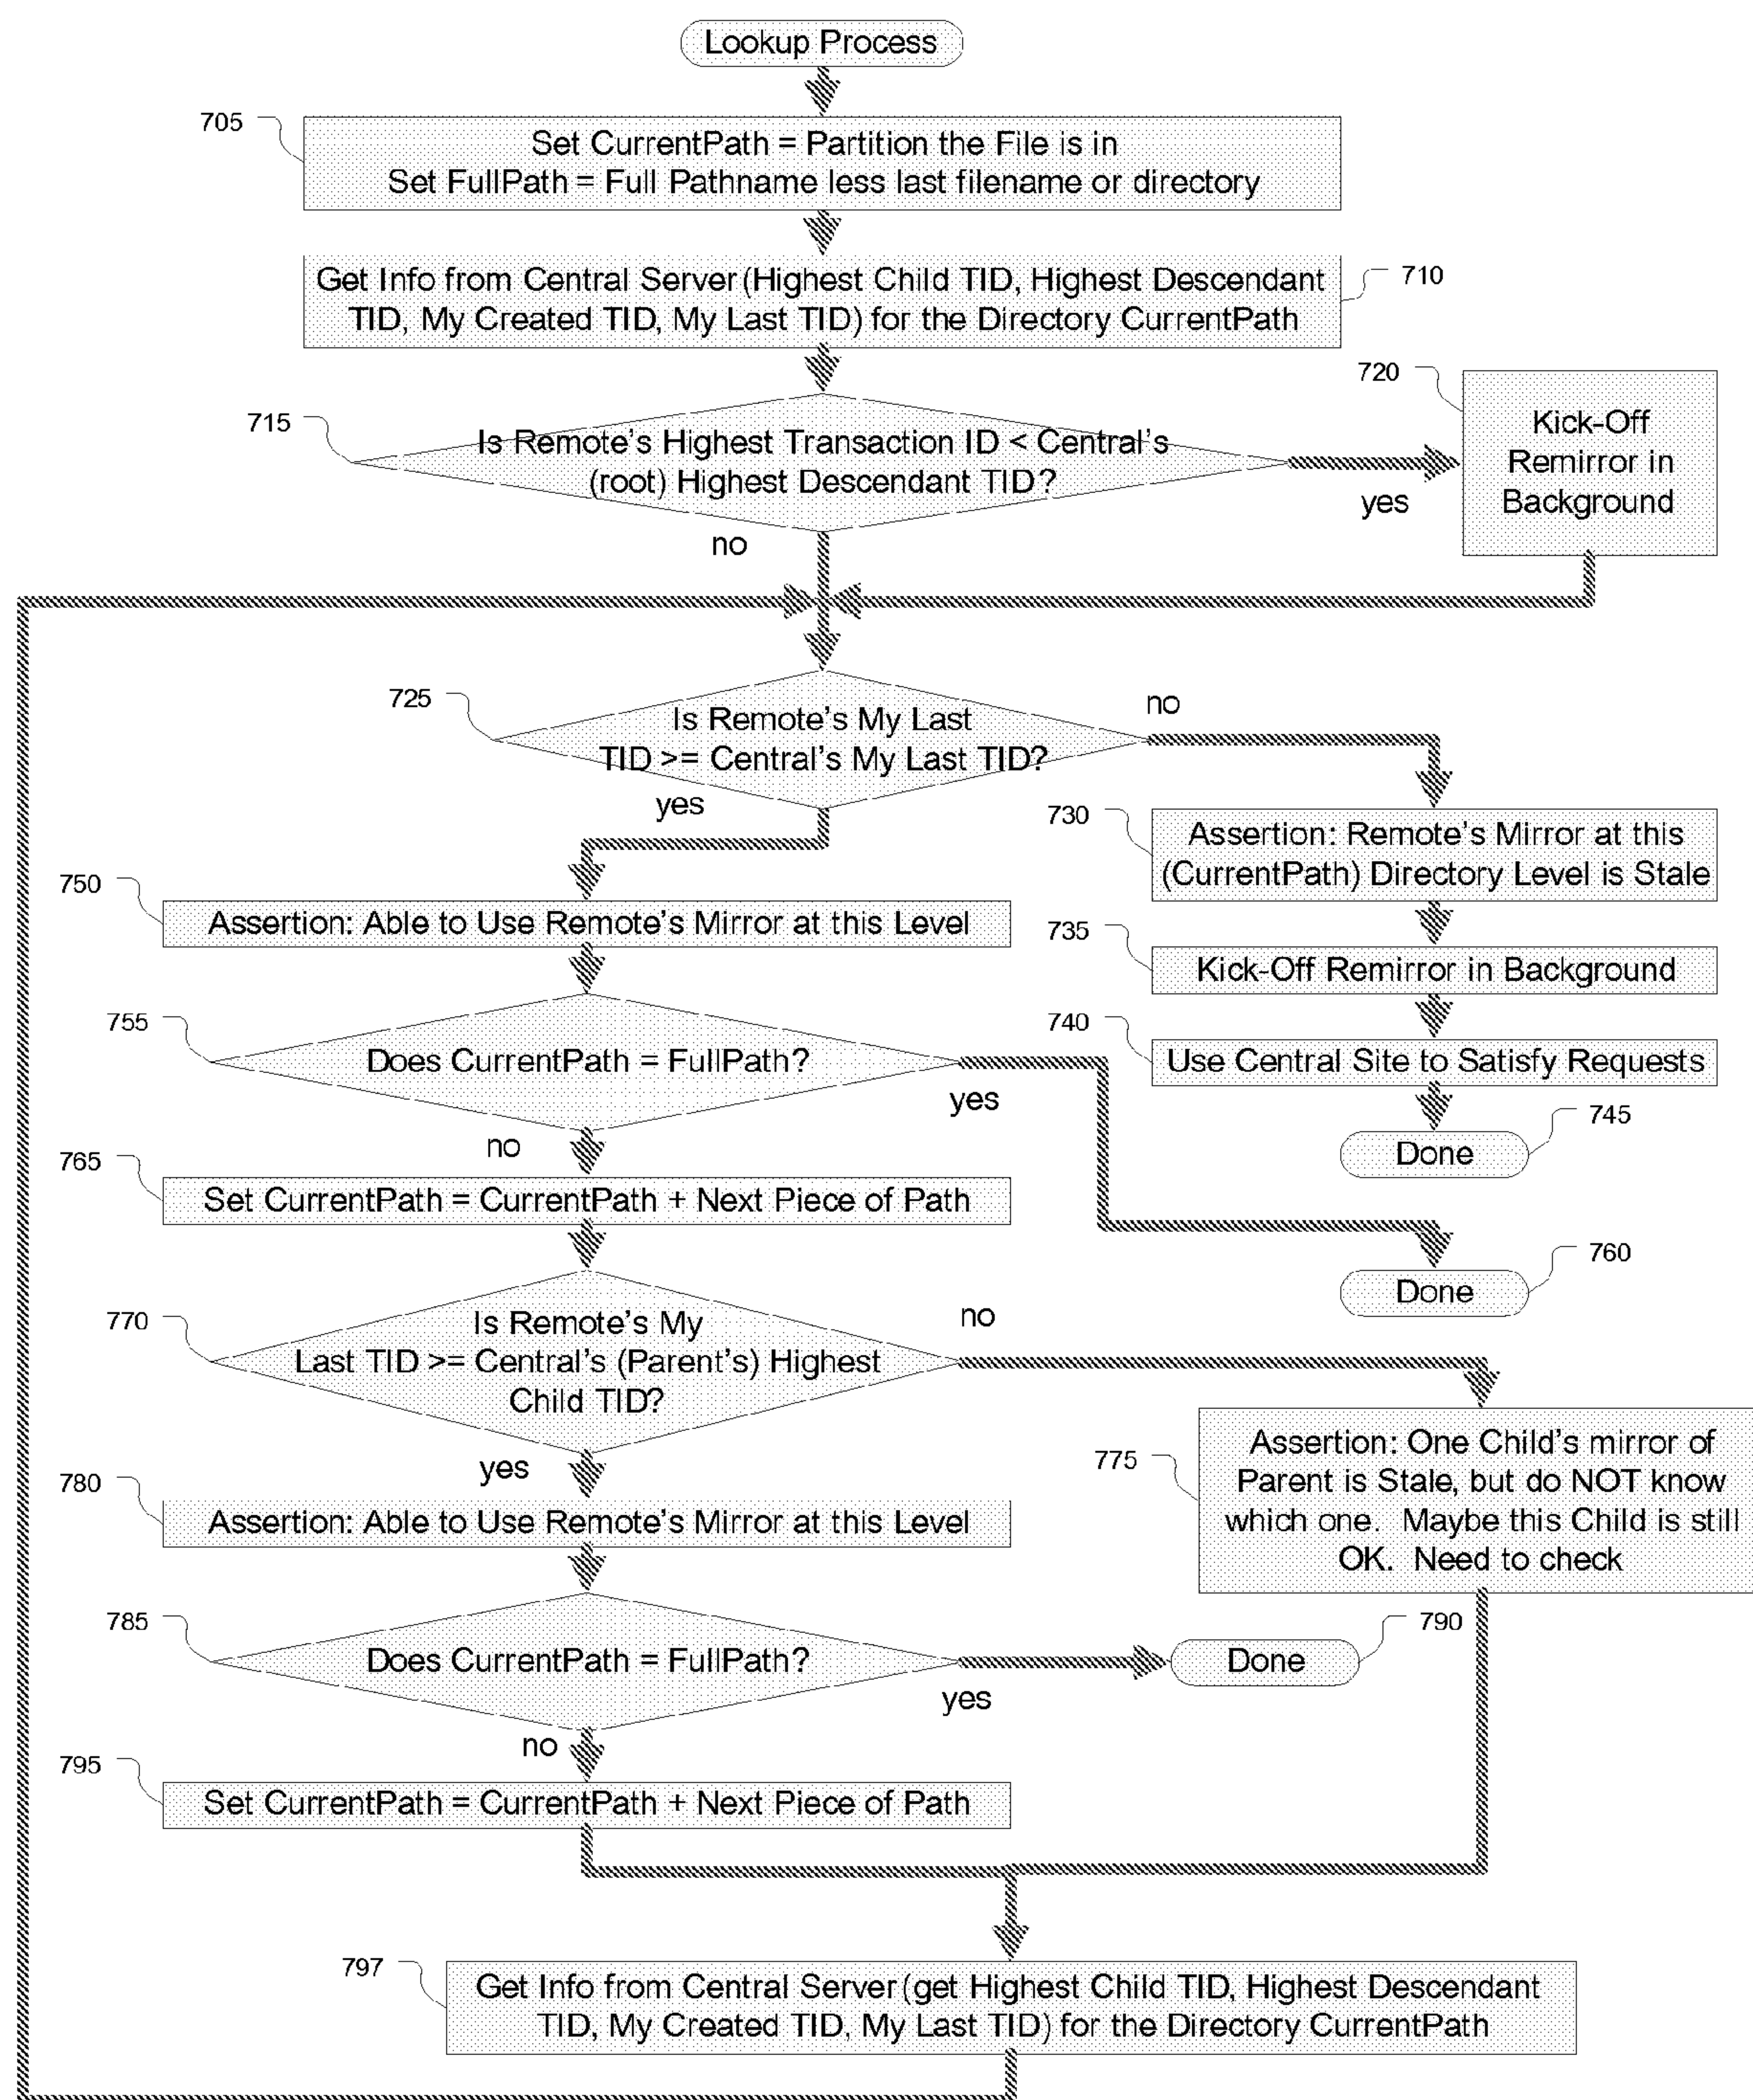 Lookup Process
705
Set CurrentPath = Partition the File is in
Set FullPath = Full Pathname less last filename or directory
Get Info from Central Server (Highest Child TID, Highest Descendant
TID, My Created TID, My Last TID) for the Directory CurrentPath
710
715
Is Remote's Highest Transaction ID < Central's
(root) Highest Descendant TID?
yes
no
720
Kick-Off
Remirror in
Background
725
Is Remote's My Last
TID >= Central's My Last TID?
no
yes
730
Assertion: Remote's Mirror at this
(CurrentPath) Directory Level is Stale
735
Kick-Off Remirror in Background
740
Use Central Site to Satisfy Requests
745
Done
750
Assertion: Able to Use Remote's Mirror at this Level
755
Does CurrentPath = FullPath?
yes
no
760
Done
765
Set CurrentPath = CurrentPath + Next Piece of Path
770
Is Remote's My
Last TID >= Central's (Parent's) Highest
Child TID?
no
yes
775
Assertion: One Child's mirror of
Parent is Stale, but do NOT know
which one. Maybe this Child is still
OK. Need to check
780
Assertion: Able to Use Remote's Mirror at this Level
785
Does CurrentPath = FullPath?
yes
no
790
Done
795
Set CurrentPath = CurrentPath + Next Piece of Path
797
Get Info from Central Server (get Highest Child TID, Highest Descendant
TID, My Created TID, My Last TID) for the Directory CurrentPath